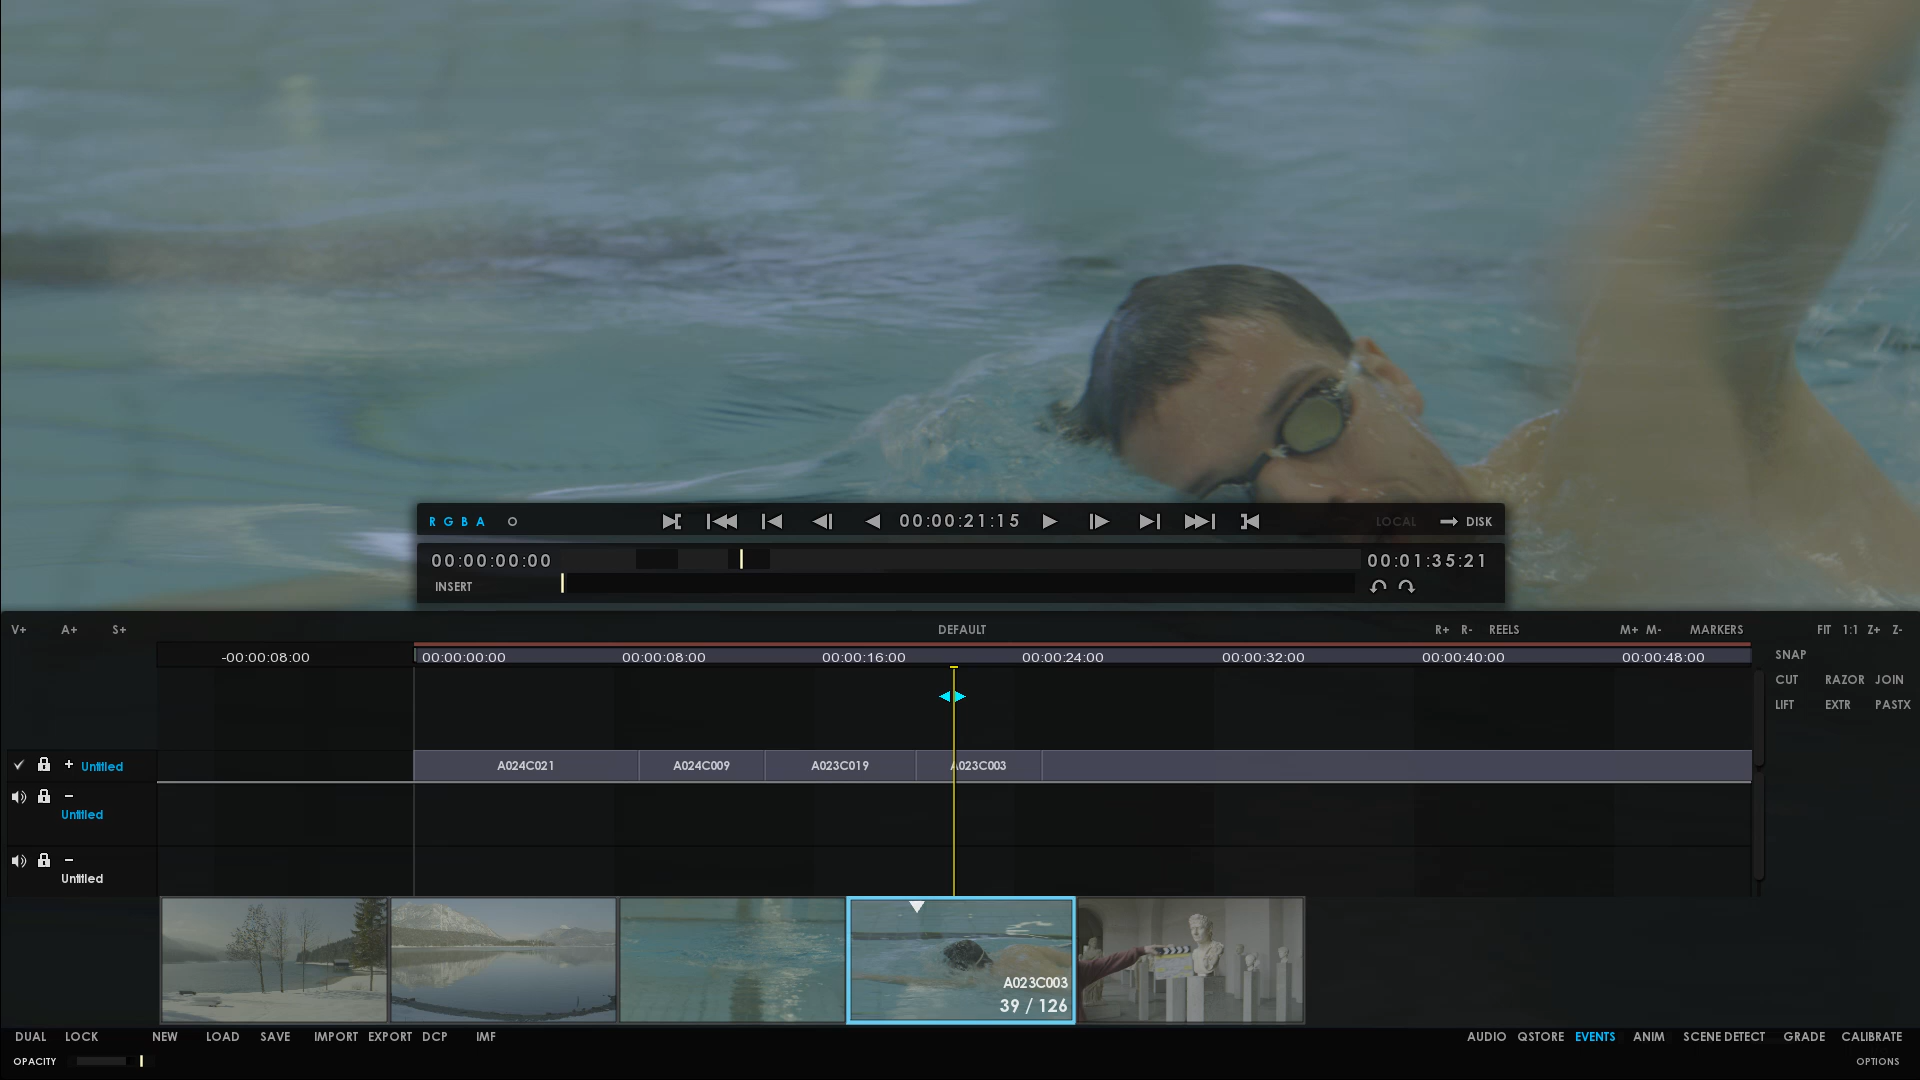 R G B A
00:00:21:15
LOCAL
DISK
00:00:00:00
00:01:35:21
INSERT
V+ A+ S+
DEFAULT
R+ R- REELS
M+ M- MARKERS
FIT 1:1 Z+ Z-
-00:00:08:00
00:00:00:00
00:00:08:00
00:00:16:00
00:00:24:00
00:00:32:00
00:00:40:00
00:00:48:00
SNAP
CUT RAZOR JOIN
LIFT EXTR PASTX
Untitled
A024C021
A024C009
A023C019
A023C003
Untitled
Untitled
A023C003
39 / 126
DUAL LOCK NEW LOAD SAVE IMPORT EXPORT DCP IMF
AUDIO QSTORE EVENTS ANIM SCENE DETECT GRADE CALIBRATE
OPACITY
OPTIONS